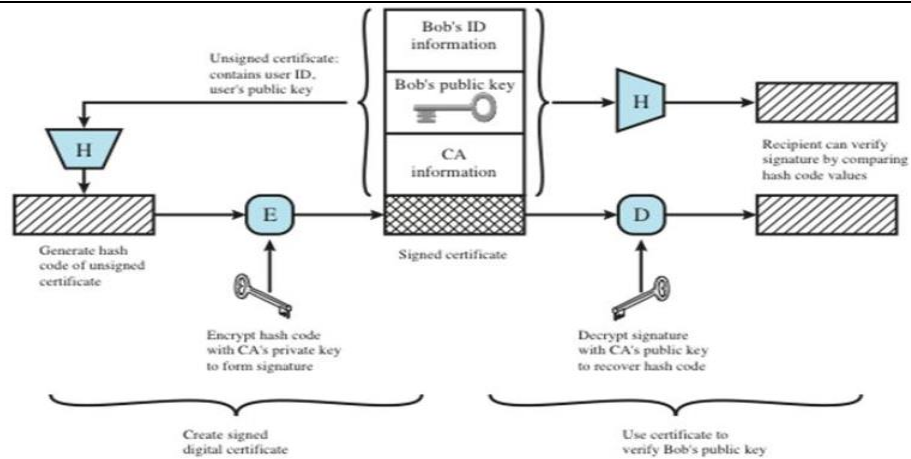 Bob's ID
information
Unsigned certificate:
contains user ID,
user's public key
Bob's public key
H
H
CA
information
Recipient can verify
signature by comparing
hash code values
E
D
Generate hash
code of unsigned
certificate
Signed certificate
Encrypt hash code
with CA's private key
to form signature
Decrypt signature
with CA's public key
to recover hash code
Create signed
digital certificate
Use certificate to
verify Bob's public key